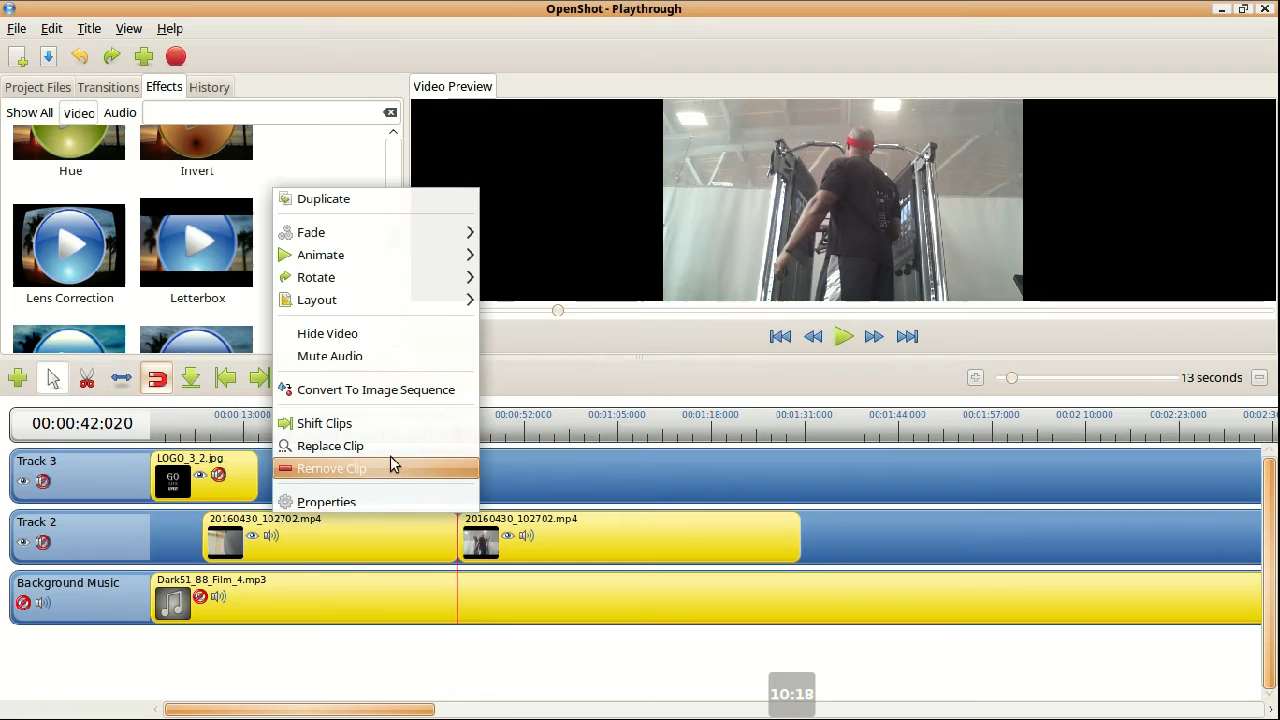 OpenShot - Playthrough
File Edit Title View Help
Project Files Transitions Effects History
Video Preview
Show All Video Audio
Hue Invert
Lens Correction Letterbox
Duplicate
Fade
Animate
Rotate
Layout
Hide Video
Mute Audio
Convert To Image Sequence
Shift Clips
Replace Clip
Remove Clip
Properties
13 seconds
00:00:42:020
00:00:13:000 00:00:52:000 00:01:05:000 00:01:18:000 00:01:31:000 00:01:44:000 00:01:57:000 00:02:10:000 00:02:23:000 00:02:3
Track 3
LOGO_3_2.jpg
GO
Track 2
20160430_102702.mp4
20160430_102702.mp4
Background Music
Dark51_88_Film_4.mp3
10:18